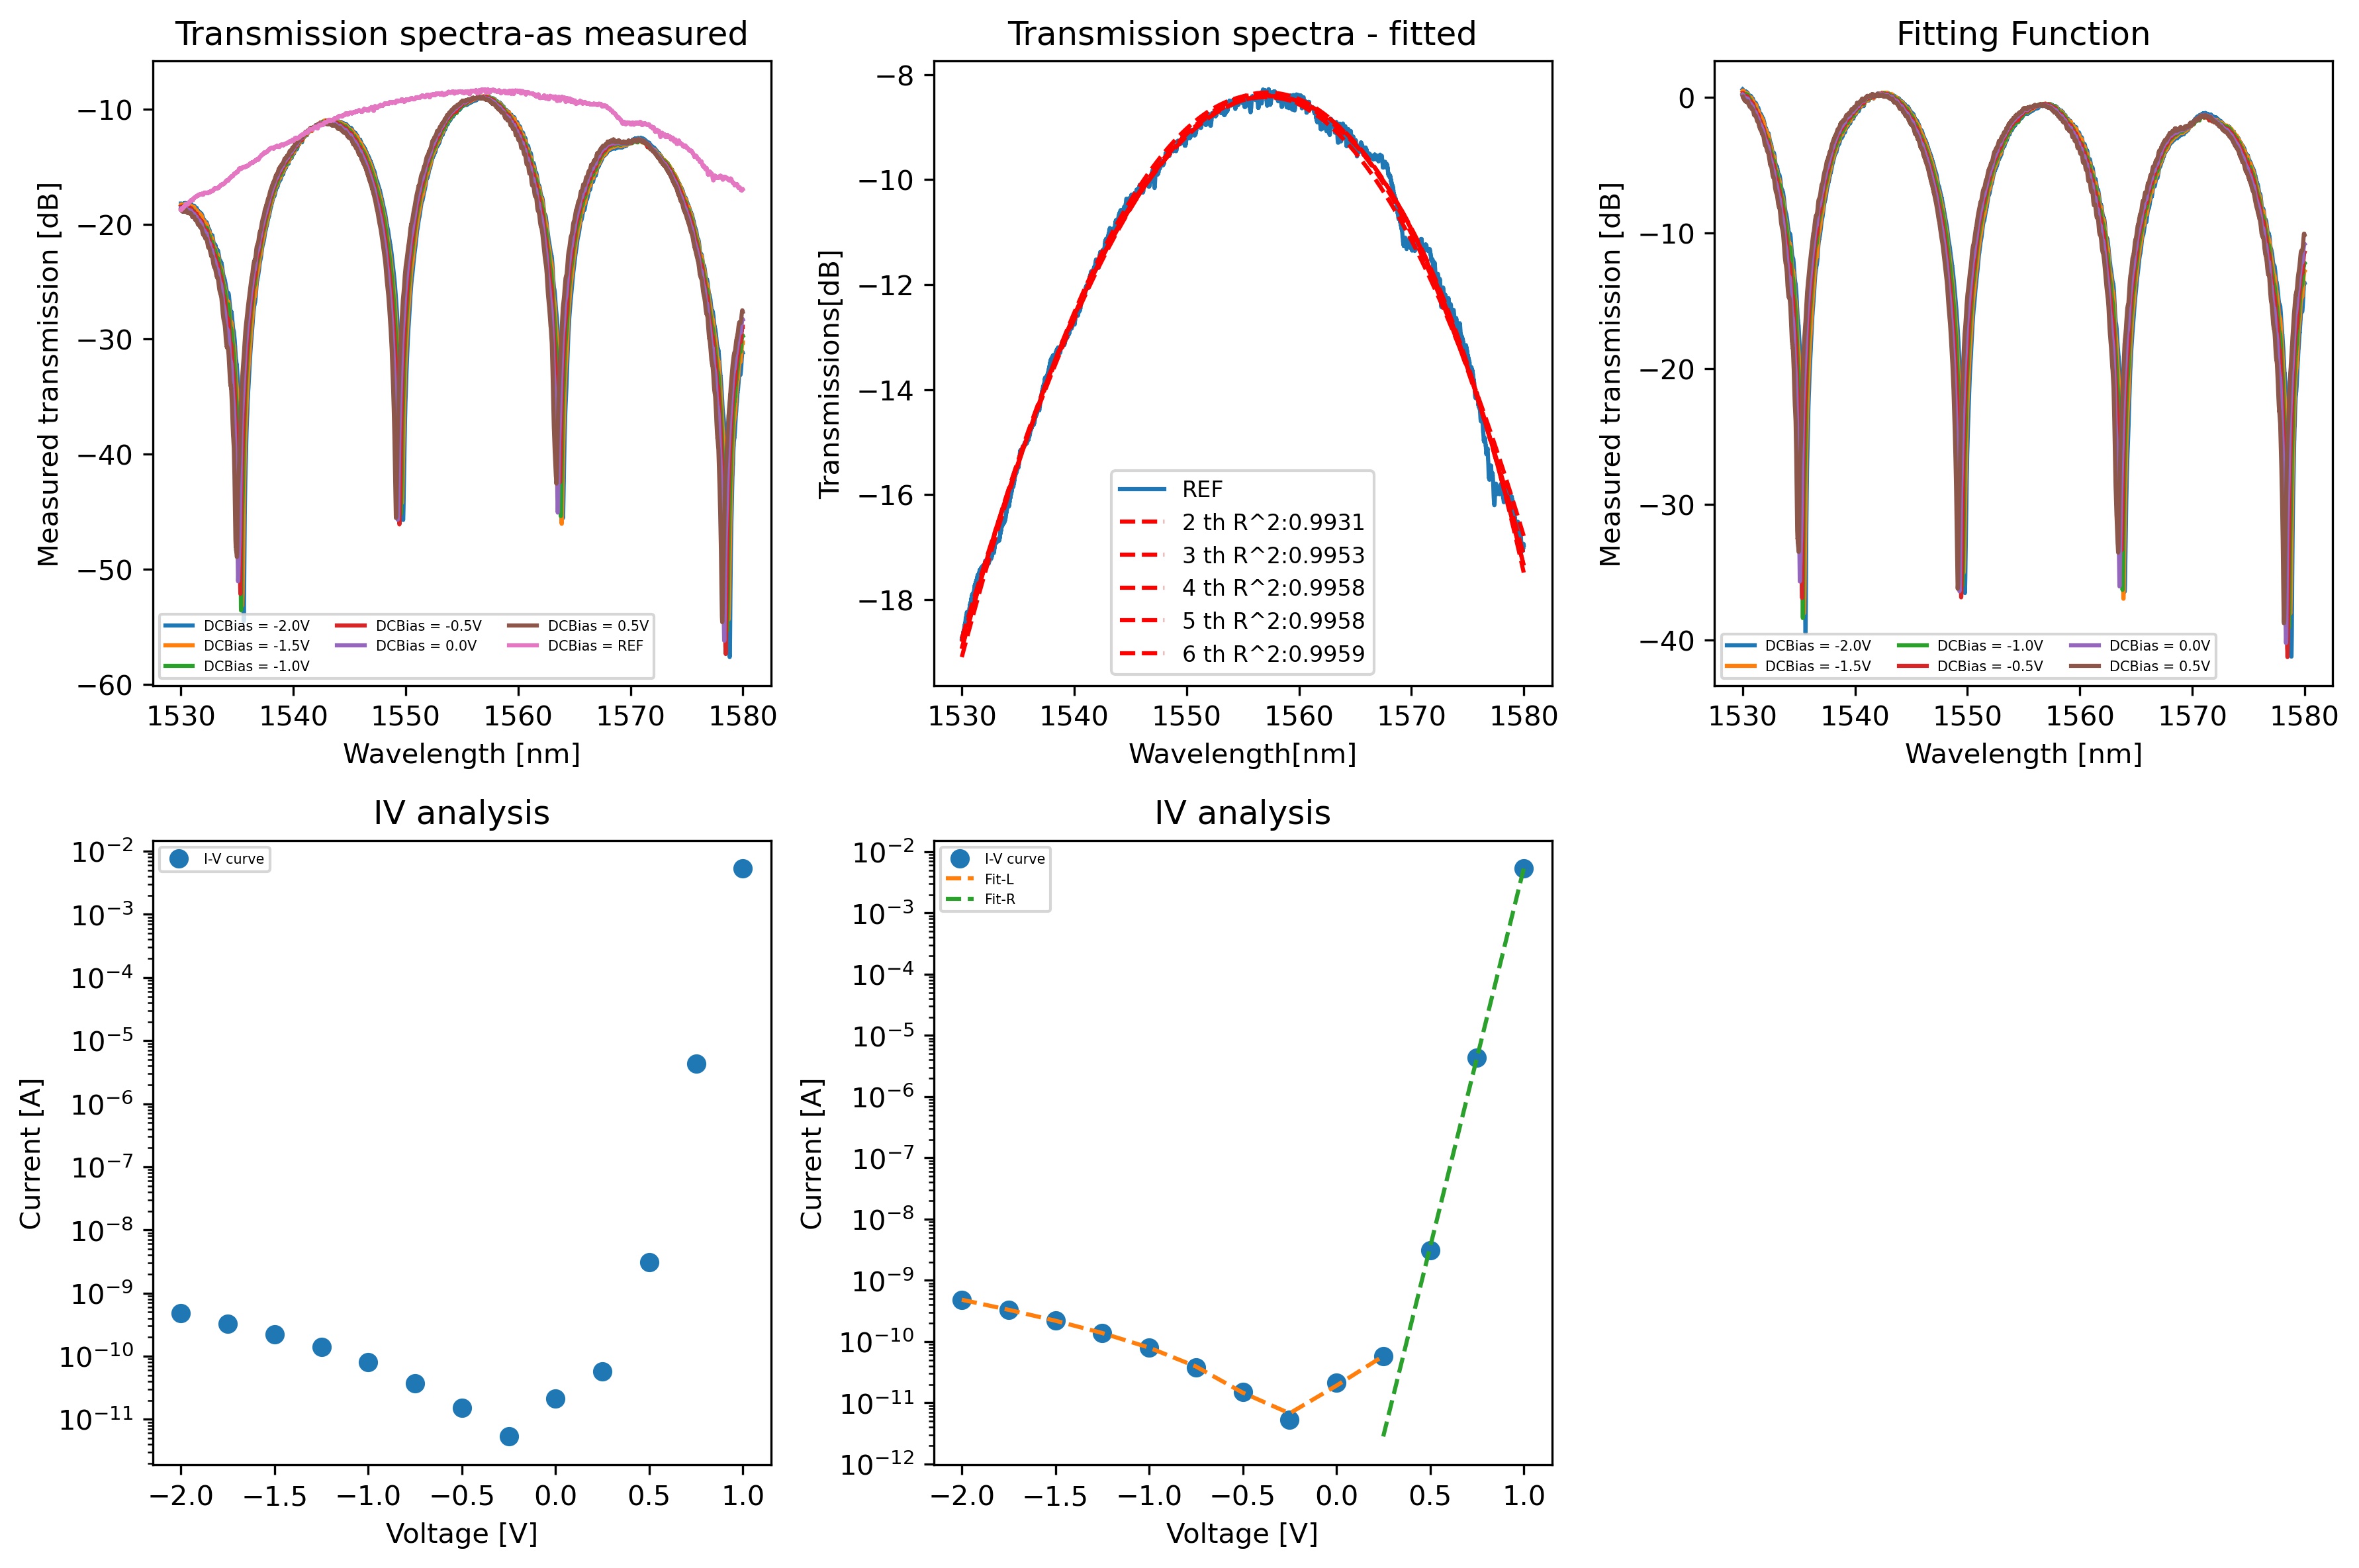 Transmission spectra-as measured
Measured transmission [dB]
−10
−20
−30
−40
−50
−60
DCBias = -2.0V DCBias = -0.5V DCBias = 0.5V
DCBias = -1.5V DCBias = 0.0V DCBias = REF
DCBias = -1.0V
1530 1540 1550 1560 1570 1580
Wavelength [nm]
Transmission spectra - fitted
Transmissions[dB]
−8
−10
−12
−14
−16
−18
REF
2 th R^2:0.9931
3 th R^2:0.9953
4 th R^2:0.9958
5 th R^2:0.9958
6 th R^2:0.9959
1530 1540 1550 1560 1570 1580
Wavelength[nm]
Fitting Function
Measured transmission [dB]
0
−10
−20
−30
−40
DCBias = -2.0V DCBias = -1.0V DCBias = 0.0V
DCBias = -1.5V DCBias = -0.5V DCBias = 0.5V
1530 1540 1550 1560 1570 1580
Wavelength [nm]
IV analysis
Current [A]
10⁻²
10⁻³
10⁻⁴
10⁻⁵
10⁻⁶
10⁻⁷
10⁻⁸
10⁻⁹
10⁻¹⁰
10⁻¹¹
I-V curve
−2.0 −1.5 −1.0 −0.5 0.0 0.5 1.0
Voltage [V]
IV analysis
Current [A]
10⁻²
10⁻³
10⁻⁴
10⁻⁵
10⁻⁶
10⁻⁷
10⁻⁸
10⁻⁹
10⁻¹⁰
10⁻¹¹
10⁻¹²
I-V curve
Fit-L
Fit-R
−2.0 −1.5 −1.0 −0.5 0.0 0.5 1.0
Voltage [V]